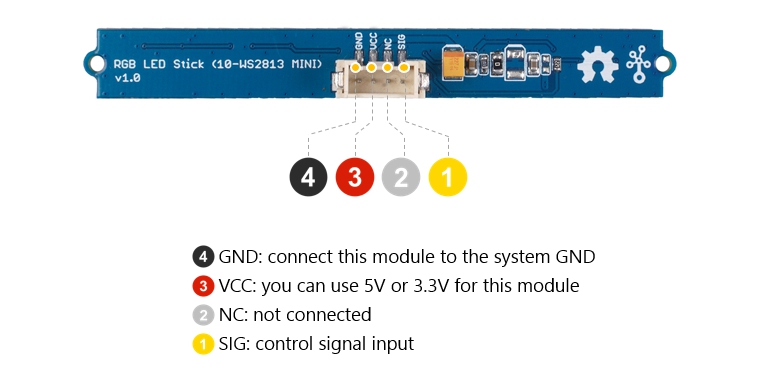 GND VCC NC SIG
RGB LED Stick (10-WS2813 MINI)
v1.0
4 3 2 1
4 GND: connect this module to the system GND
3 VCC: you can use 5V or 3.3V for this module
2 NC: not connected
1 SIG: control signal input